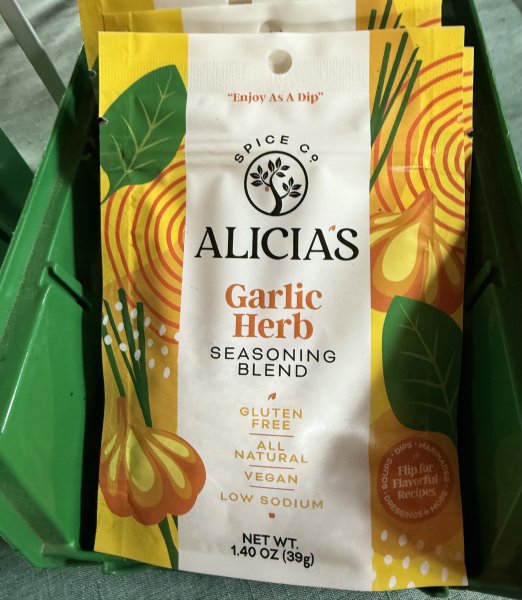 "Enjoy As A Dip"
SPICE Co
ALICIA'S
Garlic
Herb
SEASONING
BLEND
GLUTEN
FREE
ALL
NATURAL
VEGAN
LOW SODIUM
NET WT.
1.40 OZ (39g)
SOUPS • DIPS • MARINADES
Flip for
Flavorful
Recipes
• DRESSINGS & MORE